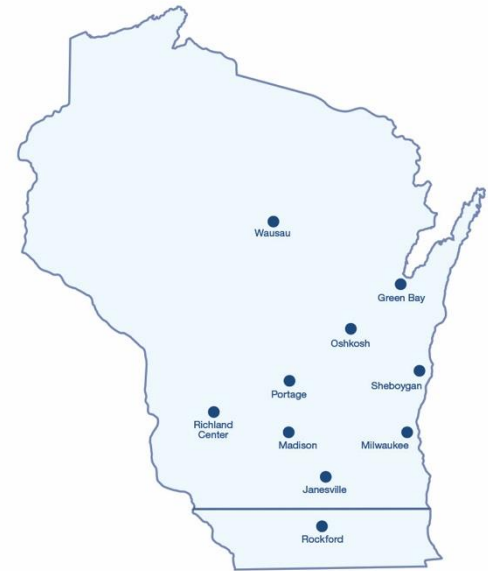 Wausau
Green Bay
Oshkosh
Sheboygan
Portage
Richland
Center
Madison
Milwaukee
Janesville
Rockford